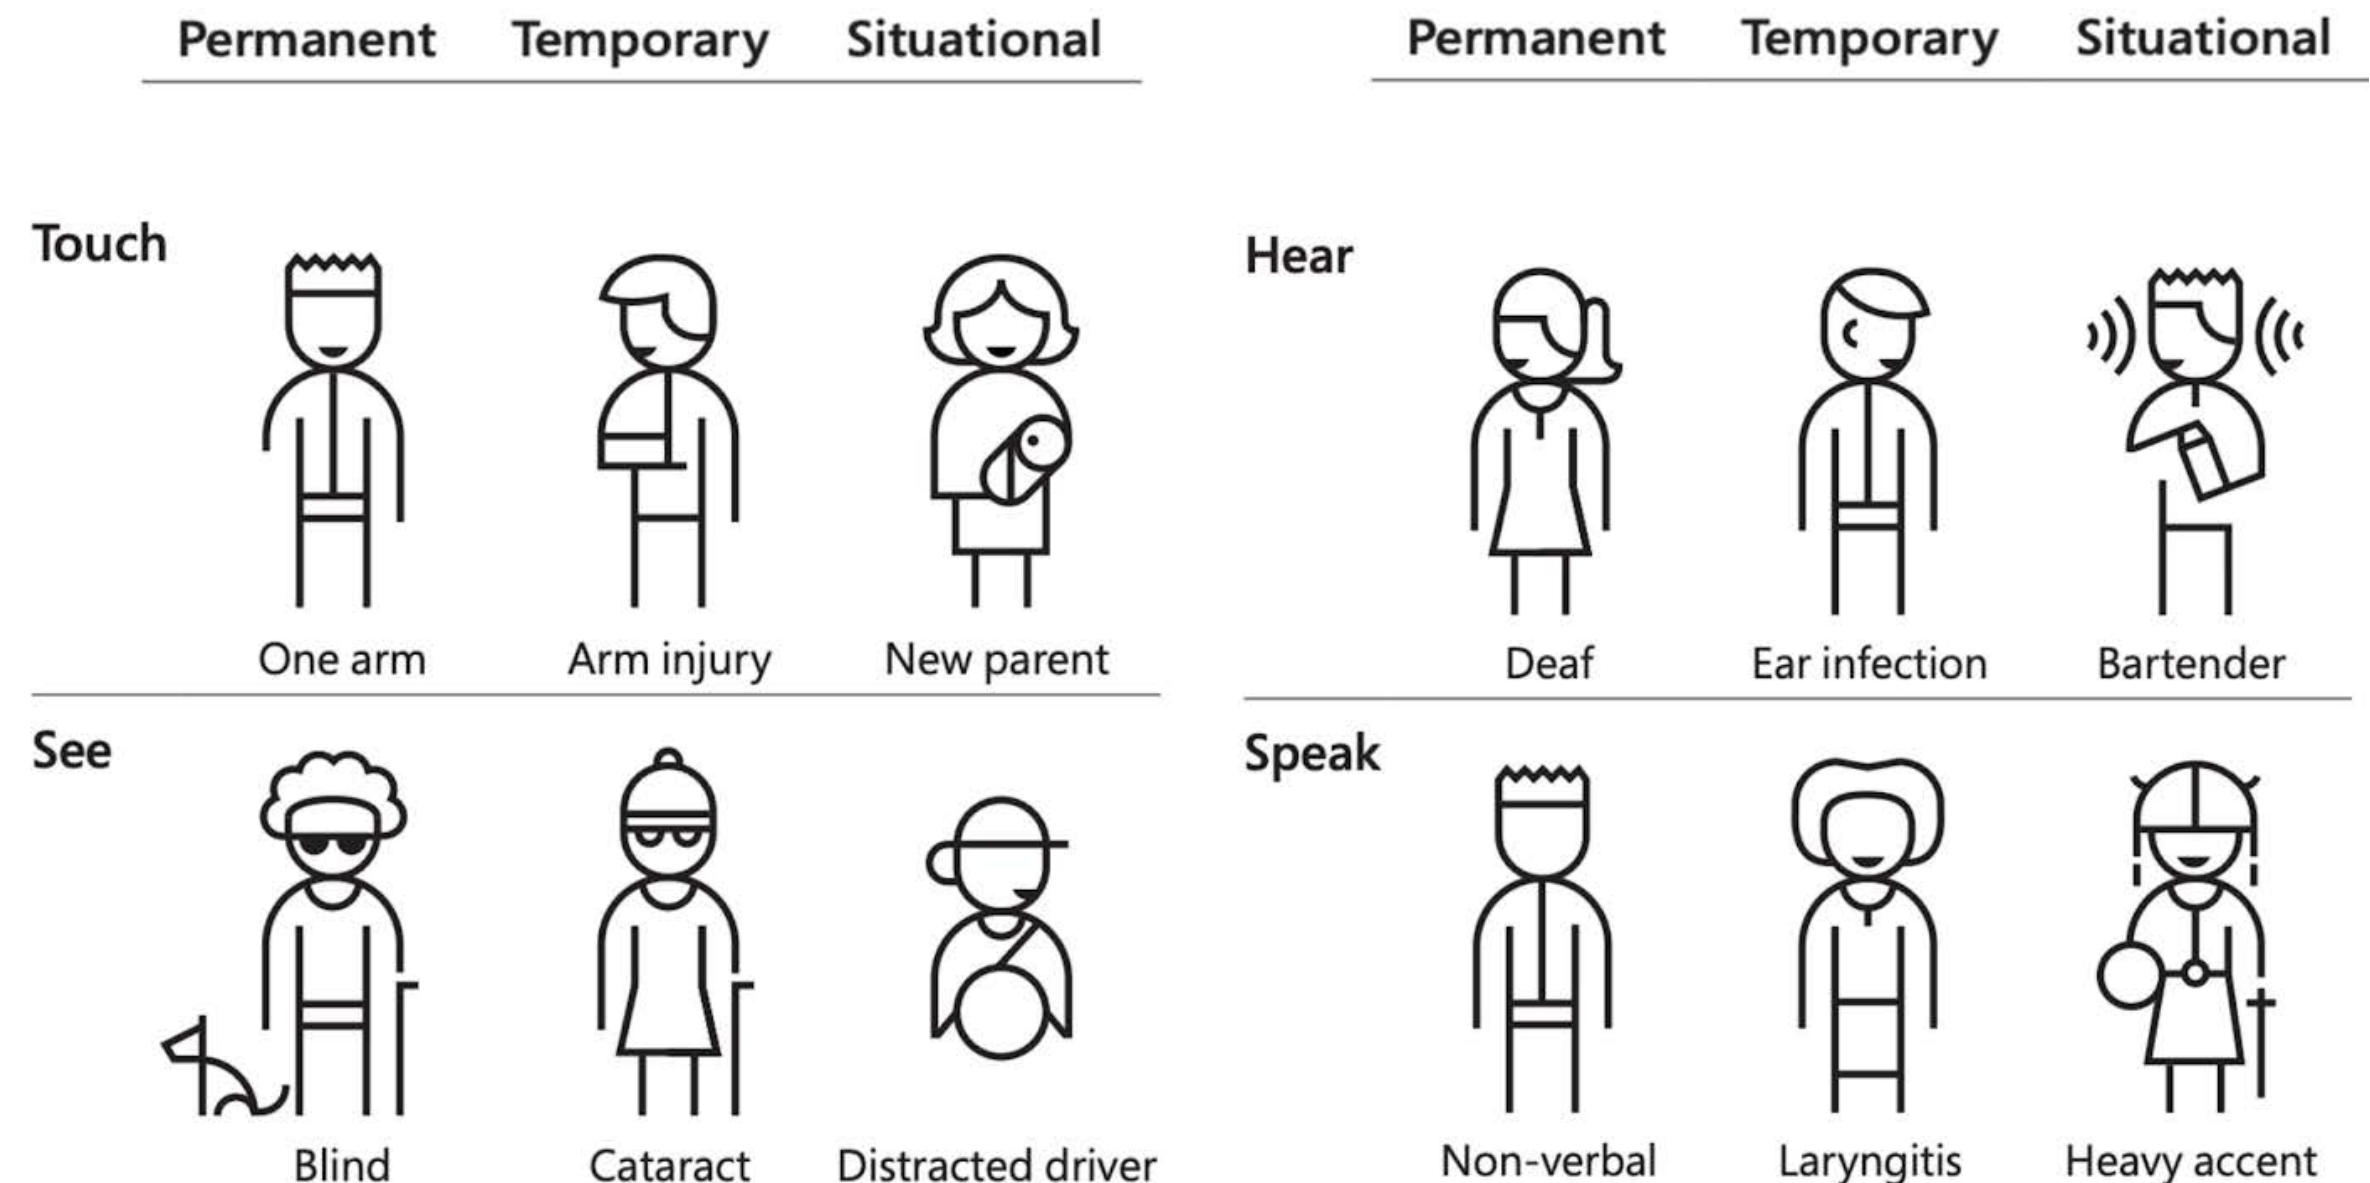 Permanent Temporary Situational
Touch
One arm Arm injury New parent
See
Blind Cataract Distracted driver
Permanent Temporary Situational
Hear
Deaf Ear infection Bartender
Speak
Non-verbal Laryngitis Heavy accent